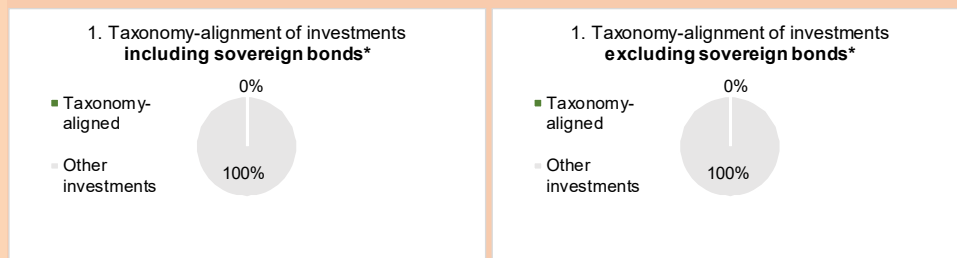 1. Taxonomy-alignment of investments
including sovereign bonds*
0%
Taxonomy-
aligned
Other
investments
100%
1. Taxonomy-alignment of investments
excluding sovereign bonds*
0%
Taxonomy-
aligned
Other
investments
100%